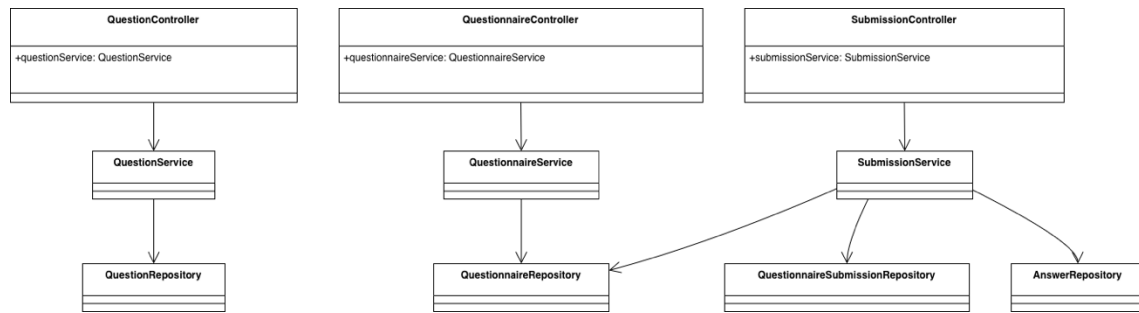 QuestionController
+questionService: QuestionService
QuestionnaireController
+questionnaireService: QuestionnaireService
SubmissionController
+submissionService: SubmissionService
QuestionService
QuestionnaireService
SubmissionService
QuestionRepository
QuestionnaireRepository
QuestionnaireSubmissionRepository
AnswerRepository